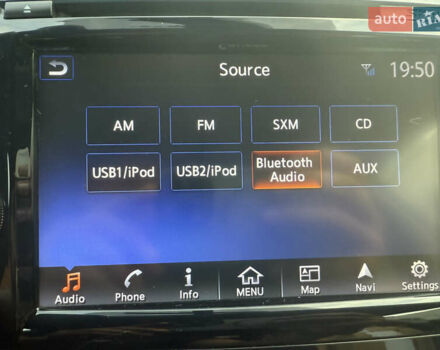 auto RIA
Source
19:50
AM FM SXM CD
USB1/iPod USB2/iPod Bluetooth Audio AUX
Audio Phone Info MENU Map Navi Settings